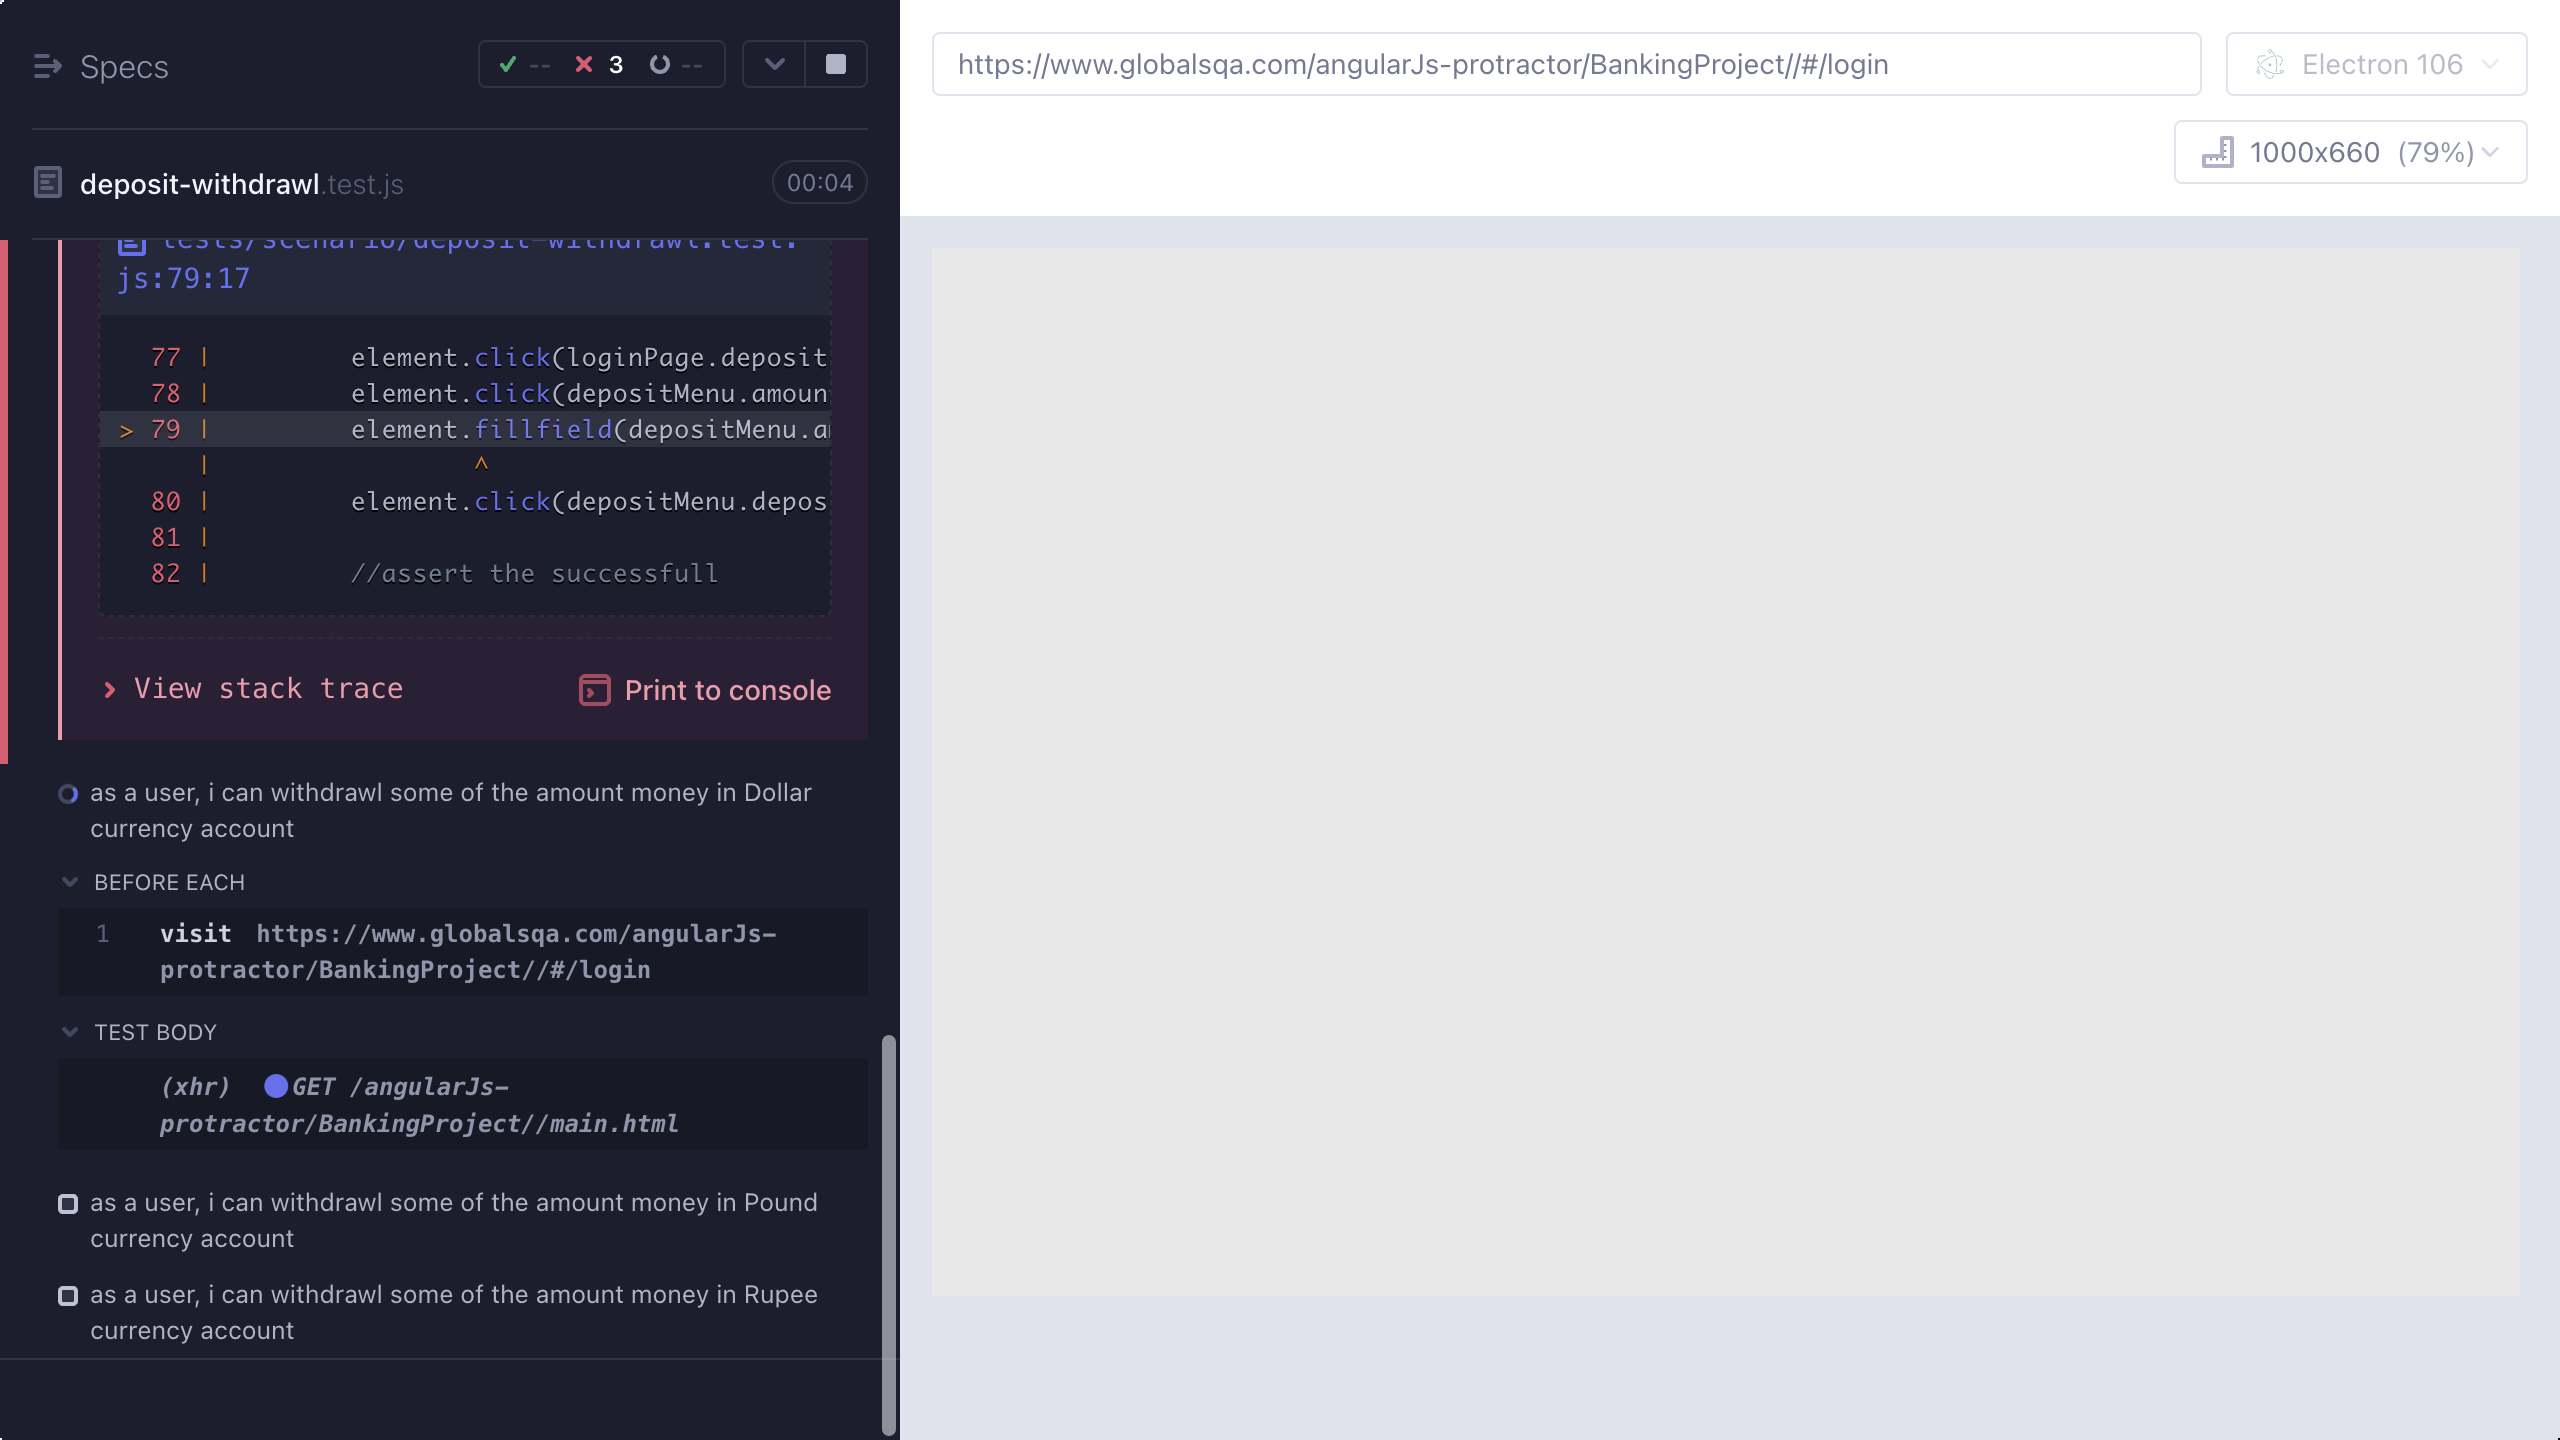 Specs
-- 3 --
deposit-withdrawl.test.js 00:04
tests/scenario/deposit-withdrawl.test.
js:79:17
77 | element.click(loginPage.deposit
78 | element.click(depositMenu.amoun
> 79 | element.fillfield(depositMenu.a
| ^
80 | element.click(depositMenu.depos
81 |
82 | //assert the successfull
View stack trace
Print to console
as a user, i can withdrawl some of the amount money in Dollar
currency account
BEFORE EACH
1 visit https://www.globalsqa.com/angularJs-
protractor/BankingProject//#/login
TEST BODY
(xhr) GET /angularJs-
protractor/BankingProject//main.html
as a user, i can withdrawl some of the amount money in Pound
currency account
as a user, i can withdrawl some of the amount money in Rupee
currency account
https://www.globalsqa.com/angularJs-protractor/BankingProject//#/login
Electron 106
1000x660 (79%)